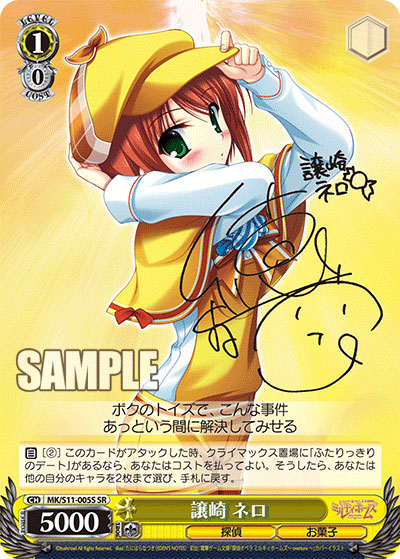 LEVEL
1
0
COST
譲崎
ネロ
SAMPLE
ボクのトイズで、こんな事件
あっという間に解決してみせる
自 [②] このカードがアタックした時、クライマックス置場に「ふたりっきり
のデート」があるなら、あなたはコストを払ってよい。そうしたら、あなたは
他の自分のキャラを2枚まで選び、手札に戻す。
CH MK/S11-005S SR
5000
譲崎 ネロ
探偵
お菓子